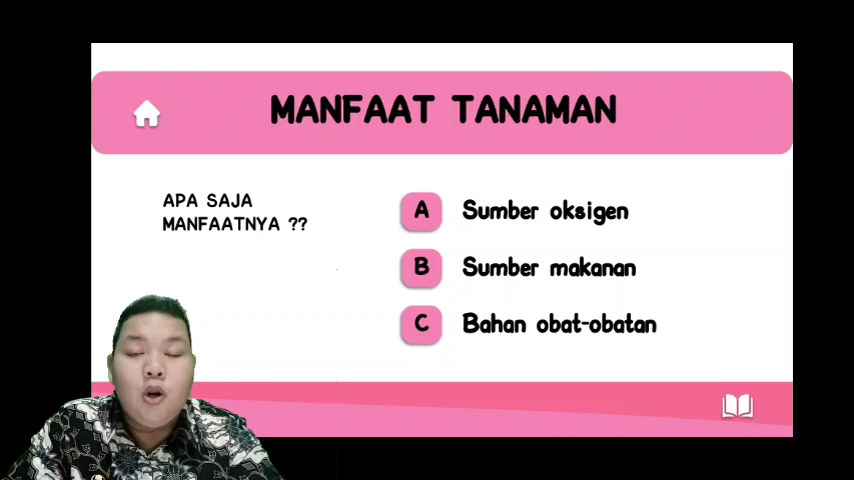 MANFAAT TANAMAN
APA SAJA
MANFAATNYA ??
A Sumber oksigen
B Sumber makanan
C Bahan obat-obatan